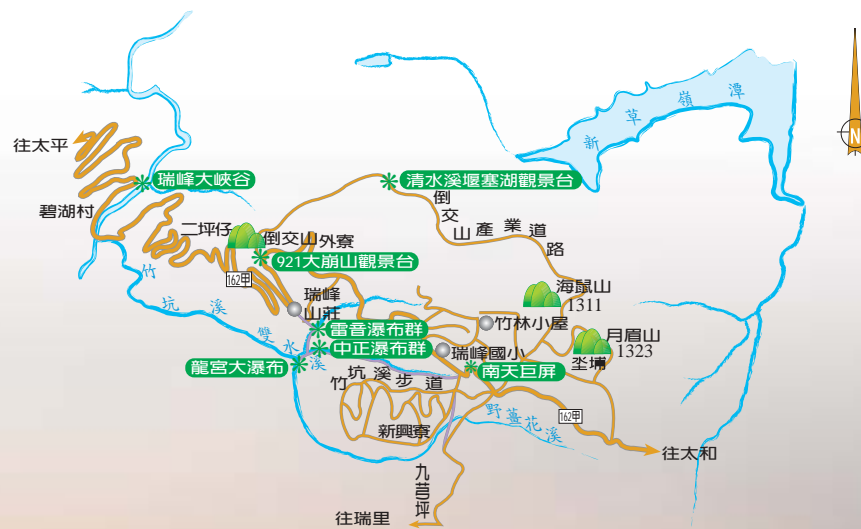 新草嶺潭
N
往太平
瑞峰大峽谷
清水溪堰塞湖觀景台
碧湖村
倒交山產業道路
二坪仔
倒交山
外寮
921大崩山觀景台
162甲
海鼠山
1311
竹坑溪
瑞峰
山莊
雷音瀑布群
竹林小屋
月眉山
1323
雙水溪
中正瀑布群
瑞峰國小
坔埔
龍宮大瀑布
南天巨屏
竹坑溪步道
162甲
野薑花溪
新興寮
往太和
九芎坪
往瑞里